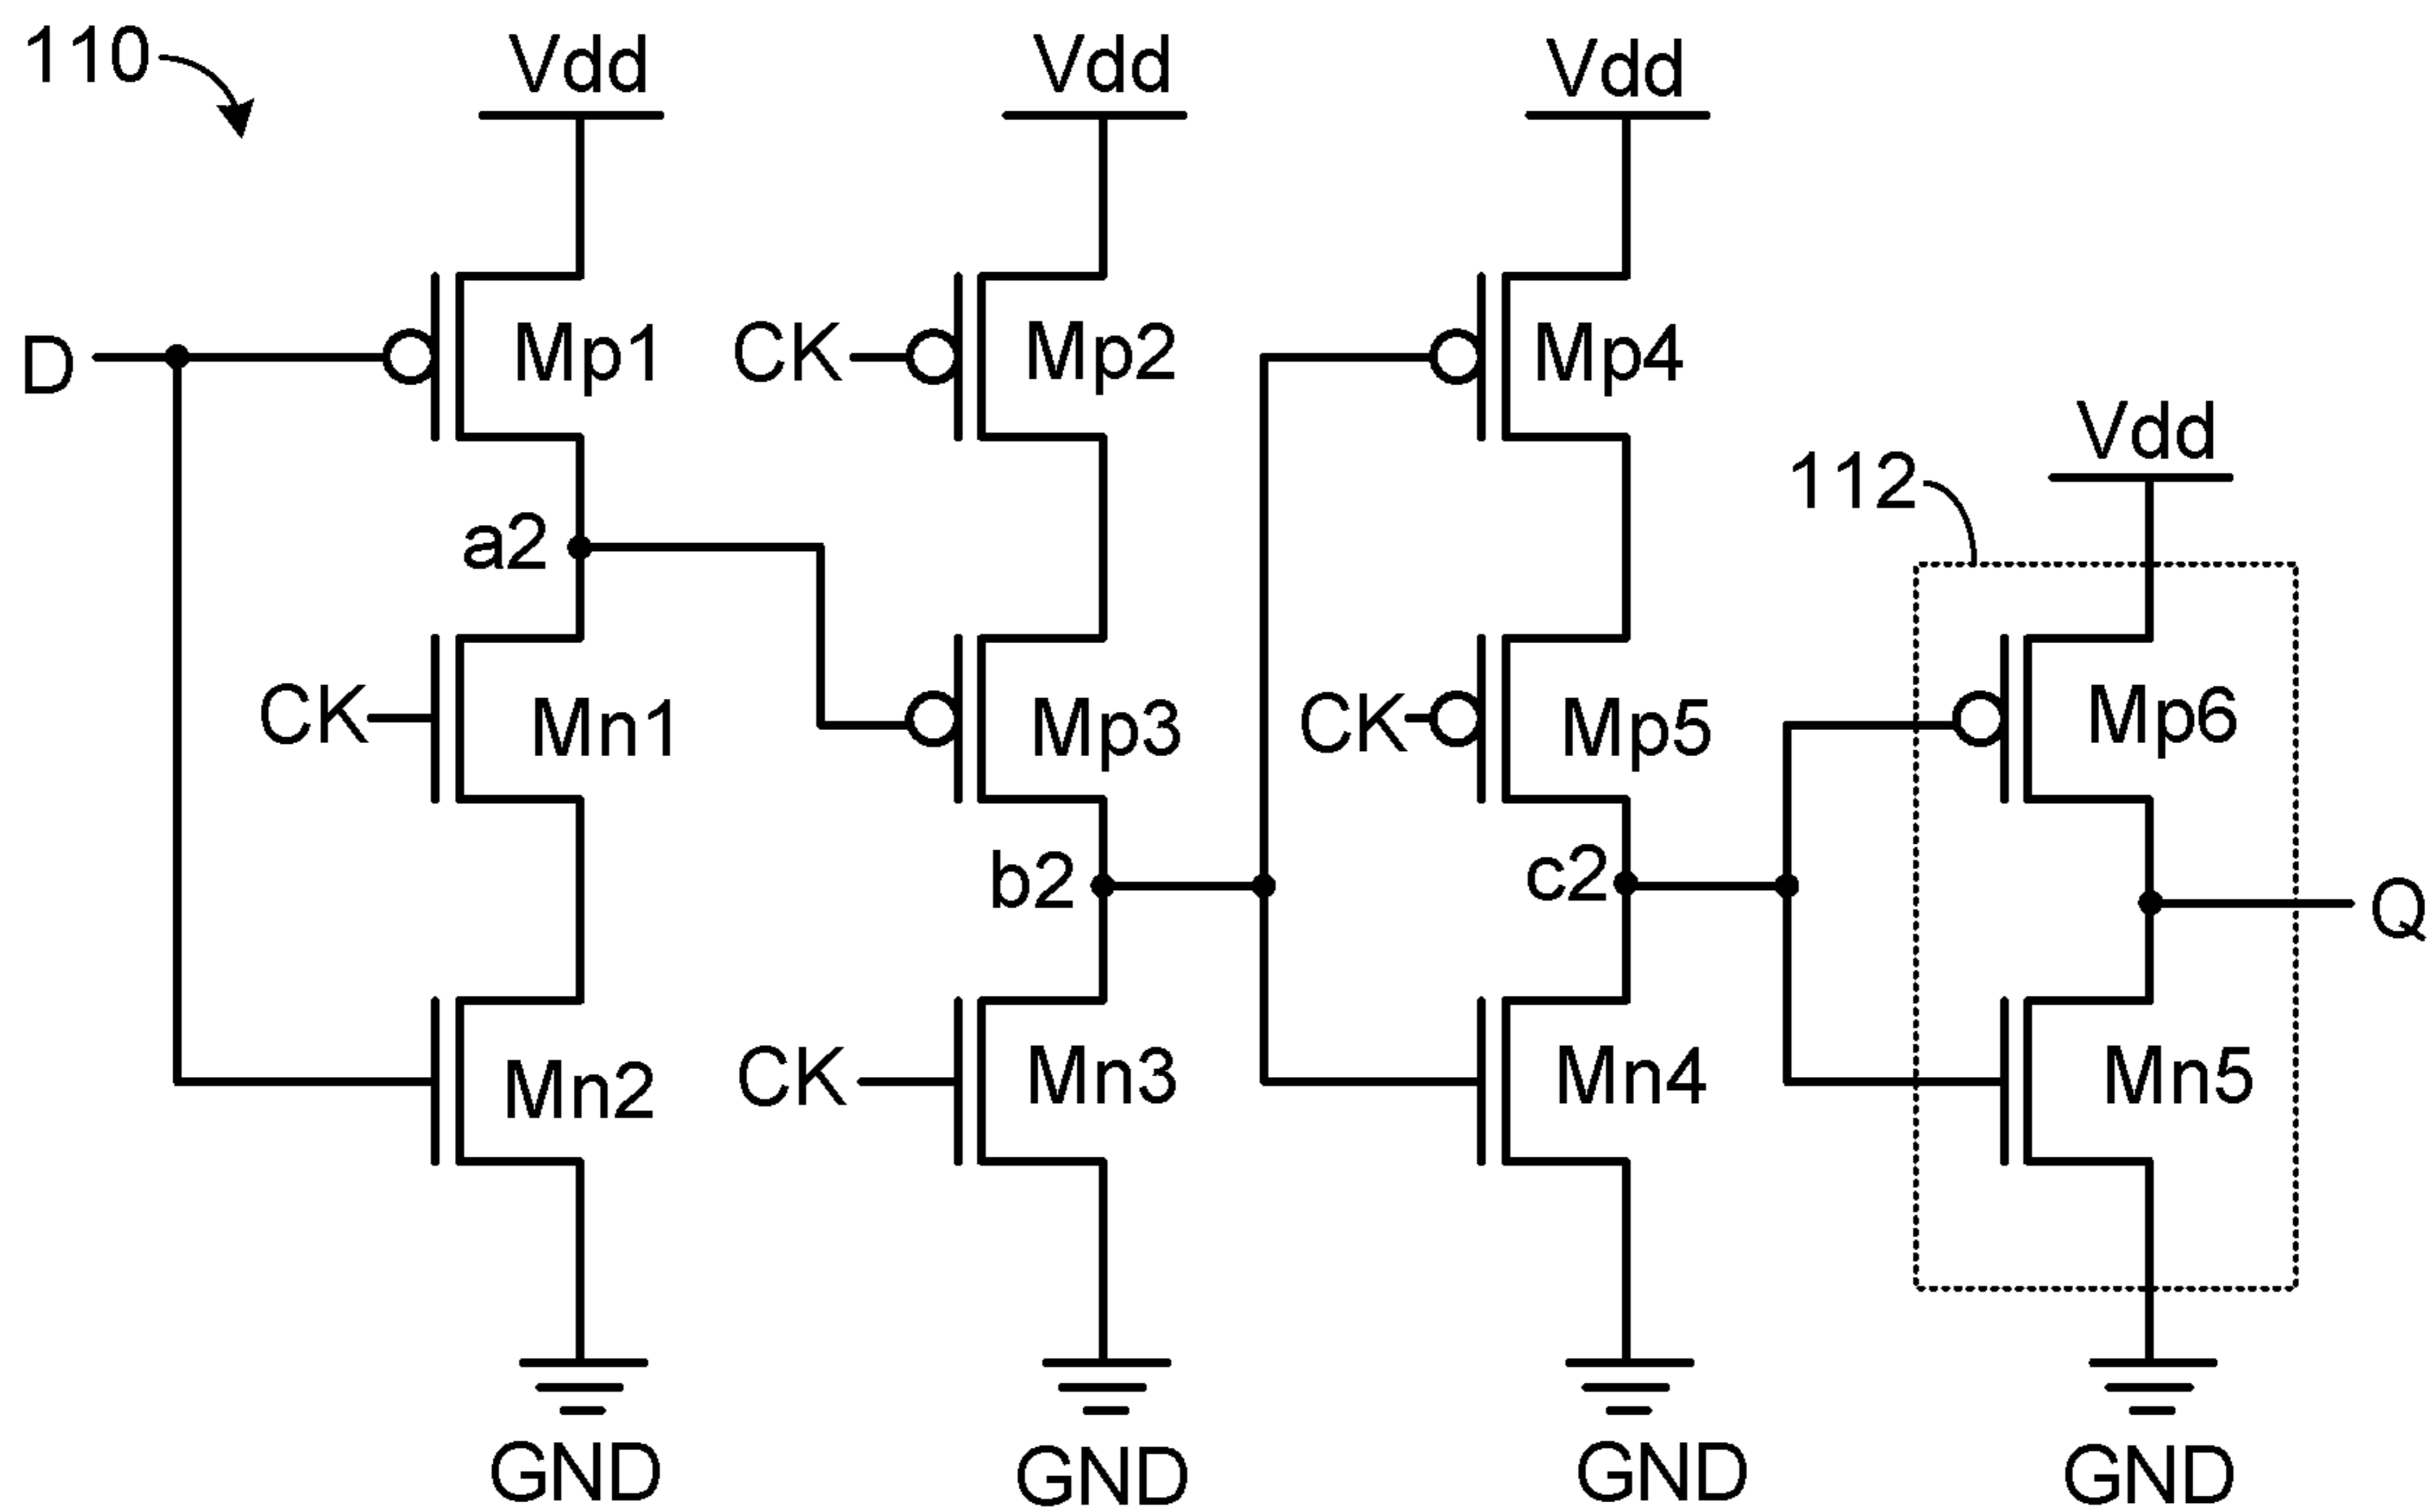 110
Vdd
Vdd
Vdd
D
Mp1
CK
Mp2
Mp4
Vdd
112
a2
CK
Mn1
Mp3
CK
Mp5
Mp6
b2
c2
Q
Mn2
CK
Mn3
Mn4
Mn5
GND
GND
GND
GND